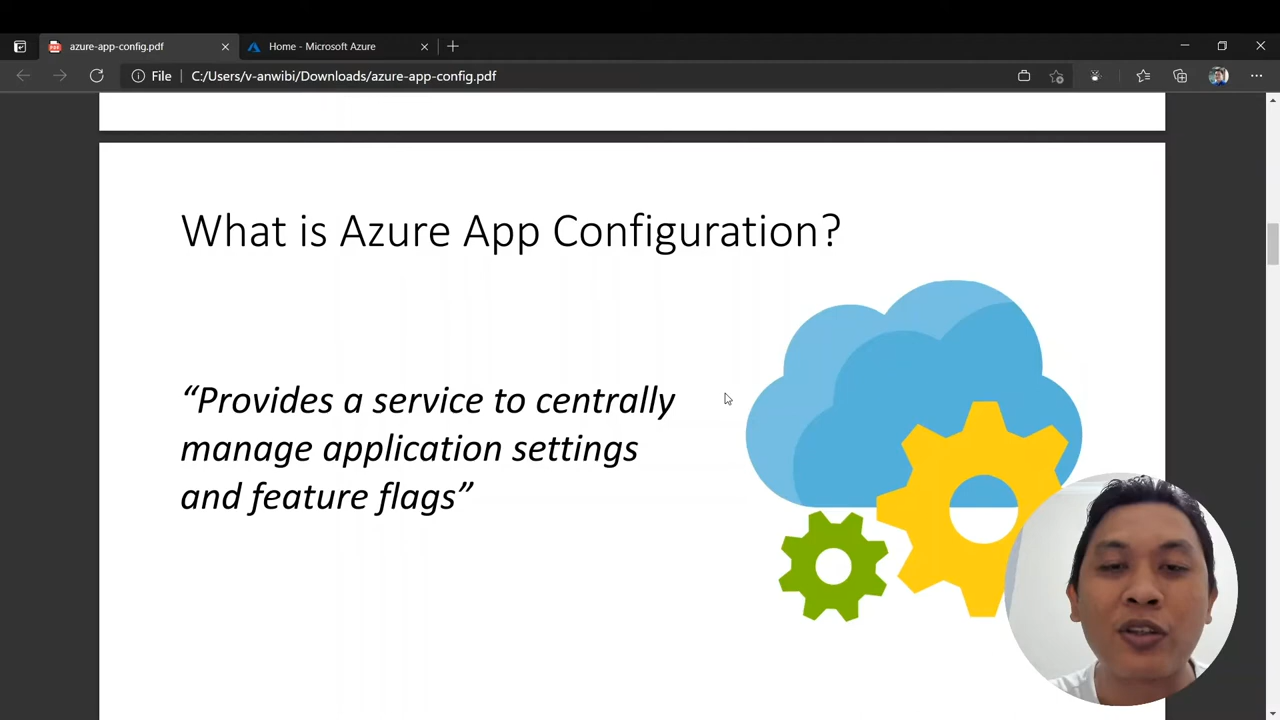 azure-app-config.pdf
Home - Microsoft Azure
File
C:/Users/v-anwibi/Downloads/azure-app-config.pdf
What is Azure App Configuration?
“Provides a service to centrally
manage application settings
and feature flags”